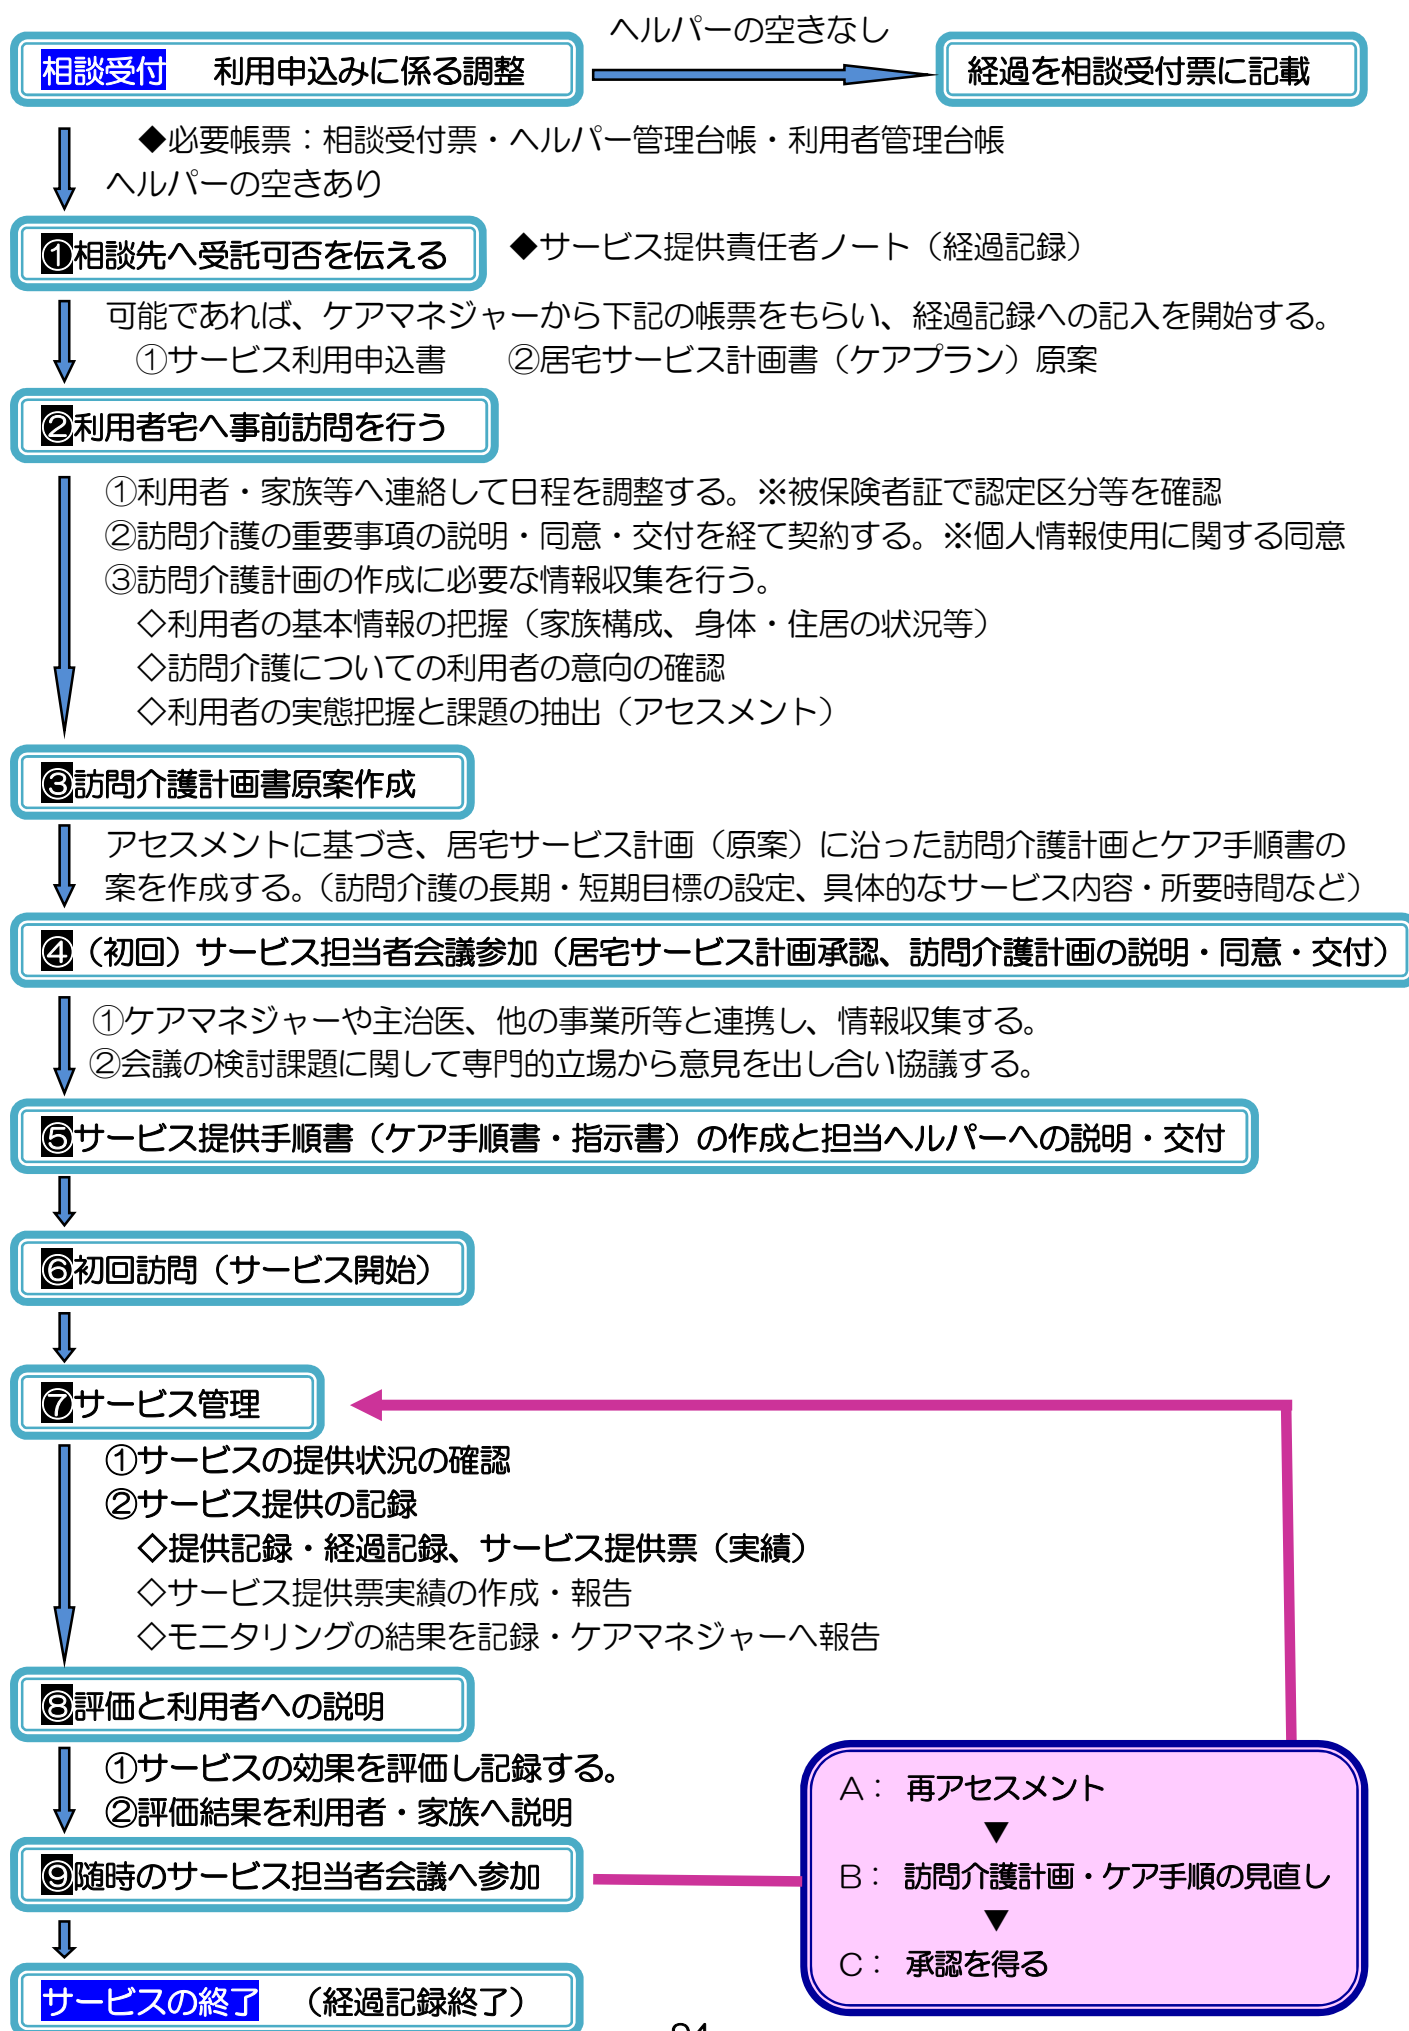 ヘルパーの空きなし
相談受付　利用申込みに係る調整
経過を相談受付票に記載
◆必要帳票：相談受付票・ヘルパー管理台帳・利用者管理台帳
ヘルパーの空きあり
①相談先へ受託可否を伝える
◆サービス提供責任者ノート（経過記録）
可能であれば、ケアマネジャーから下記の帳票をもらい、経過記録への記入を開始する。
①サービス利用申込書　　②居宅サービス計画書（ケアプラン）原案
②利用者宅へ事前訪問を行う
①利用者・家族等へ連絡して日程を調整する。※被保険者証で認定区分等を確認
②訪問介護の重要事項の説明・同意・交付を経て契約する。※個人情報使用に関する同意
③訪問介護計画の作成に必要な情報収集を行う。
◇利用者の基本情報の把握（家族構成、身体・住居の状況等）
◇訪問介護についての利用者の意向の確認
◇利用者の実態把握と課題の抽出（アセスメント）
③訪問介護計画書原案作成
アセスメントに基づき、居宅サービス計画（原案）に沿った訪問介護計画とケア手順書の
案を作成する。（訪問介護の長期・短期目標の設定、具体的なサービス内容・所要時間など）
④（初回）サービス担当者会議参加（居宅サービス計画承認、訪問介護計画の説明・同意・交付）
①ケアマネジャーや主治医、他の事業所等と連携し、情報収集する。
②会議の検討課題に関して専門的立場から意見を出し合い協議する。
⑤サービス提供手順書（ケア手順書・指示書）の作成と担当ヘルパーへの説明・交付
⑥初回訪問（サービス開始）
⑦サービス管理
①サービスの提供状況の確認
②サービス提供の記録
◇提供記録・経過記録、サービス提供票（実績）
◇サービス提供票実績の作成・報告
◇モニタリングの結果を記録・ケアマネジャーへ報告
⑧評価と利用者への説明
①サービスの効果を評価し記録する。
②評価結果を利用者・家族へ説明
⑨随時のサービス担当者会議へ参加
A：　再アセスメント
▼
B：　訪問介護計画・ケア手順の見直し
▼
C：　承認を得る
サービスの終了　（経過記録終了）